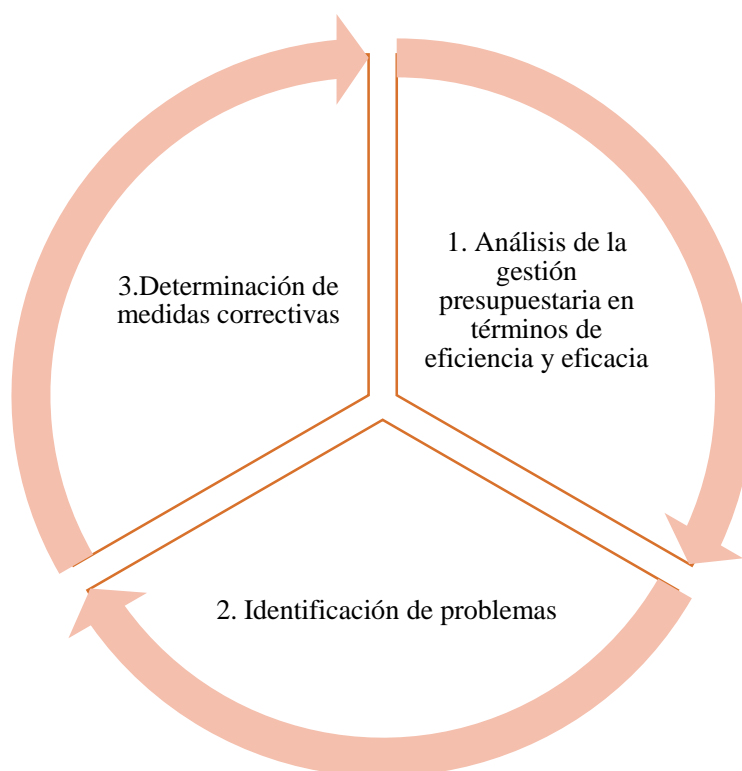 1. Análisis de la
gestión
presupuestaria en
términos de
eficiencia y eficacia
2. Identificación de problemas
3.Determinación de
medidas correctivas